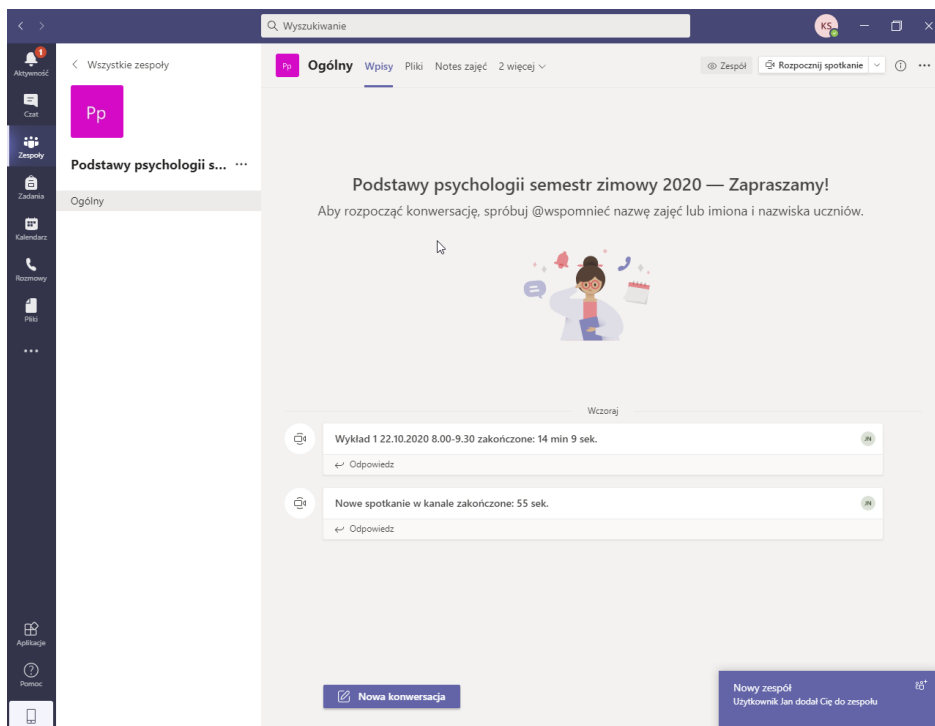 Wyszukiwanie
KS
1
Aktywność
Czat
Zespoły
Zadania
Kalendarz
Rozmowy
Pliki
Aplikacje
Pomoc
Wszystkie zespoły
Pp
Podstawy psychologii s...
Ogólny
Pp Ogólny Wpisy Pliki Notes zajęć 2 więcej
Zespół Rozpocznij spotkanie
Podstawy psychologii semestr zimowy 2020 — Zapraszamy!
Aby rozpocząć konwersację, spróbuj @wspomnieć nazwę zajęć lub imiona i nazwiska uczniów.
Wczoraj
Wykład 1 22.10.2020 8.00-9.30 zakończone: 14 min 9 sek.
JN
Odpowiedz
Nowe spotkanie w kanale zakończone: 55 sek.
JN
Odpowiedz
Nowa konwersacja
Nowy zespół
Użytkownik Jan dodał Cię do zespołu